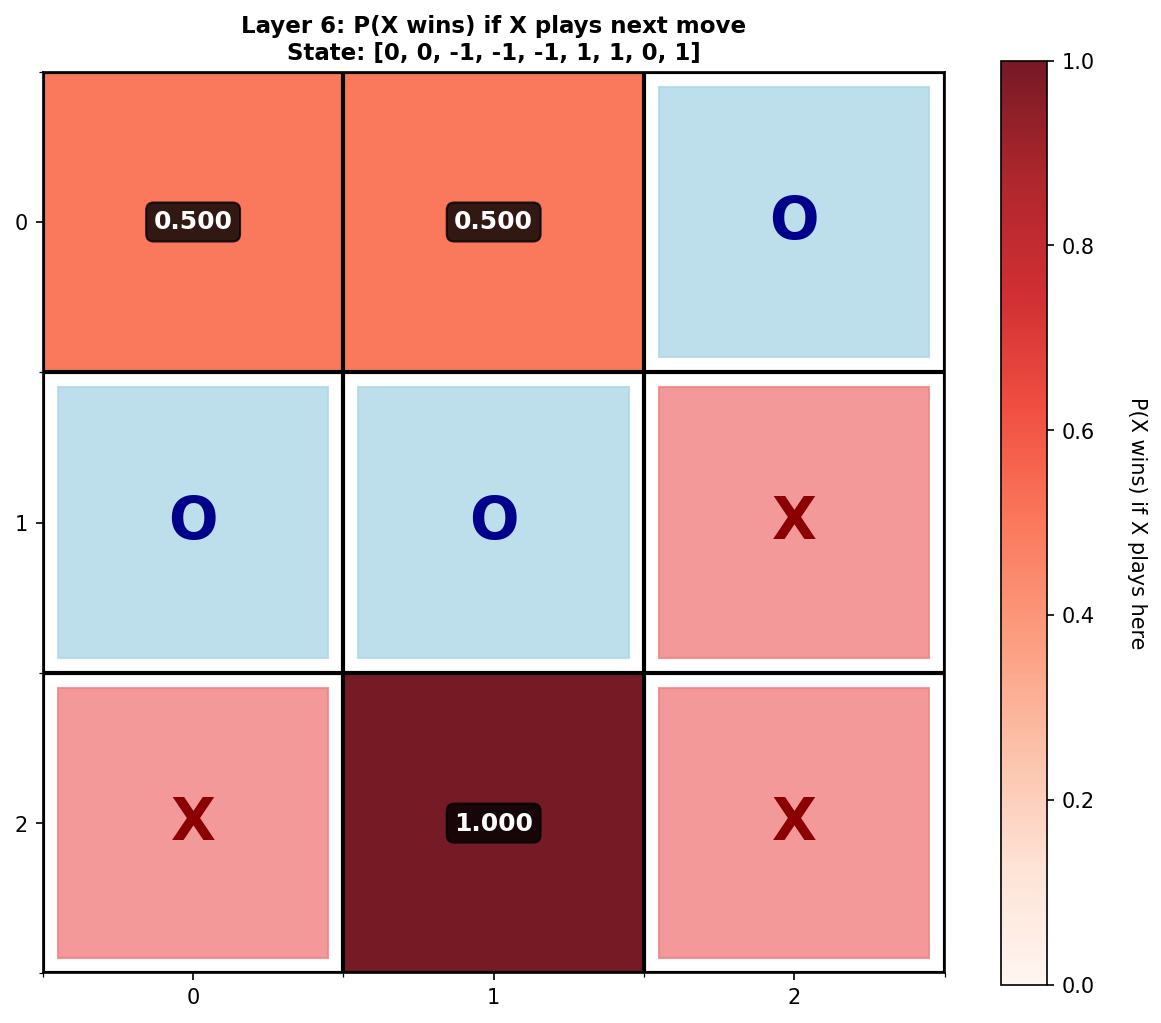 Layer 6: P(X wins) if X plays next move
State: [0, 0, -1, -1, -1, 1, 1, 0, 1]
0
0.500
0.500
O
1
O
O
X
2
X
1.000
X
0
1
2
1.0
0.8
0.6
0.4
0.2
0.0
P(X wins) if X plays here